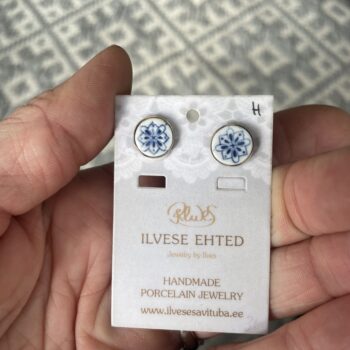 H
ILVESE EHTED
Jewelry by Ilves
HANDMADE
PORCELAIN JEWELRY
www.ilvesesavituba.ee